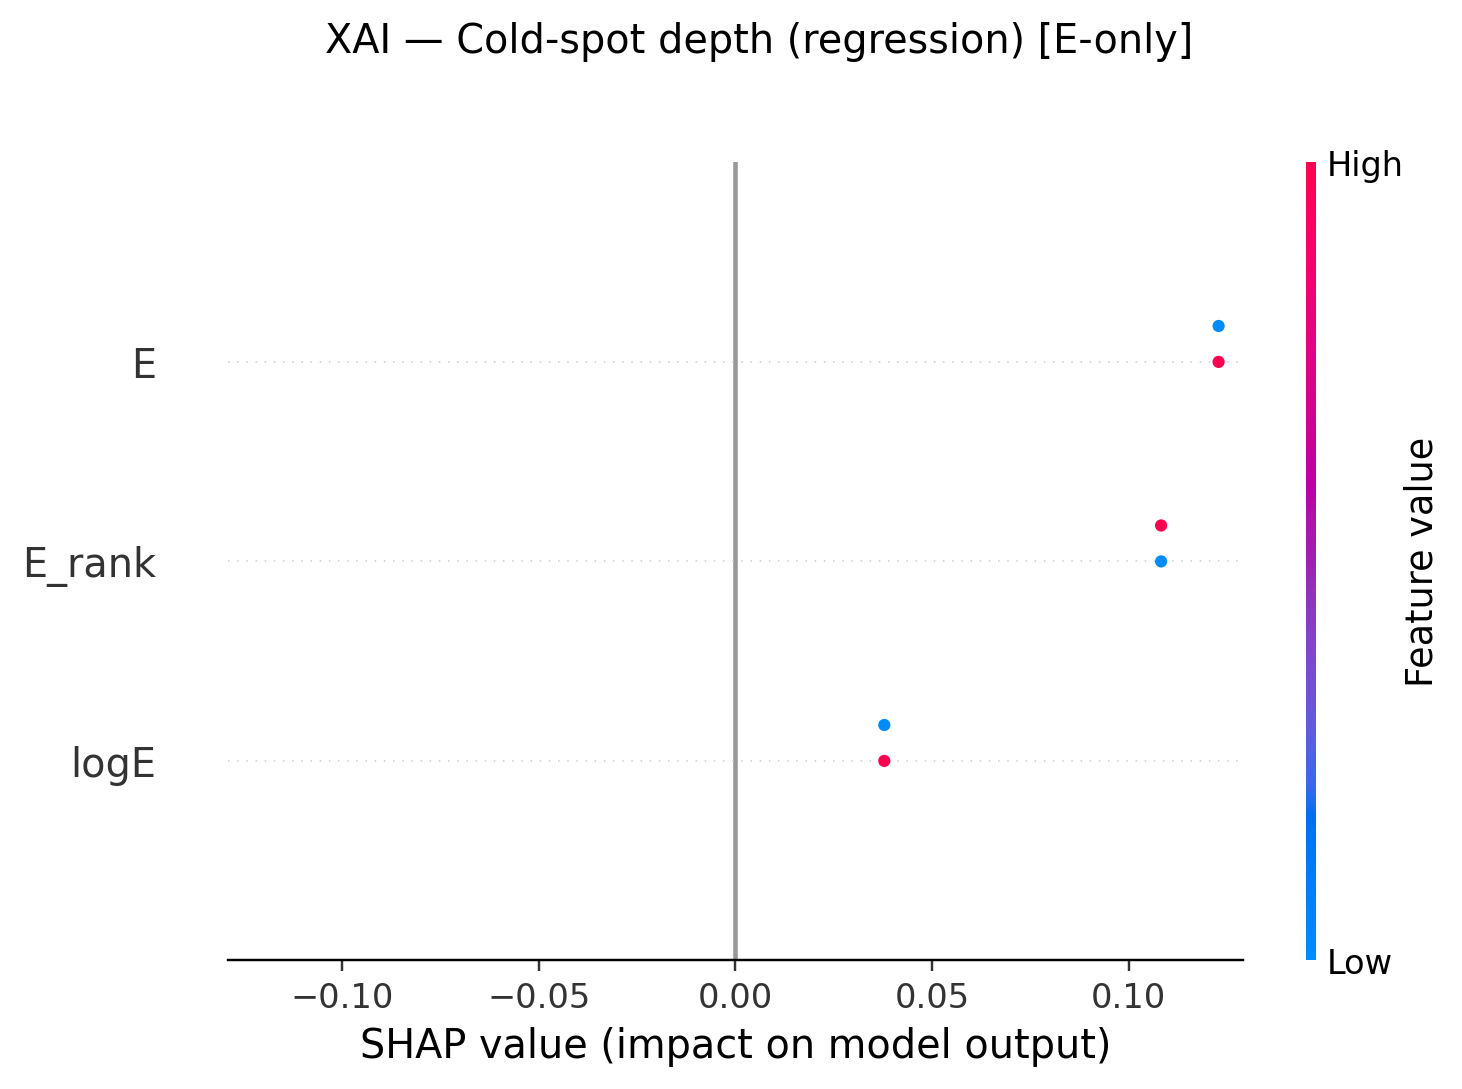 XAI — Cold-spot depth (regression) [E-only]
High
E
E_rank
logE
Feature value
Low
−0.10
−0.05
0.00
0.05
0.10
SHAP value (impact on model output)